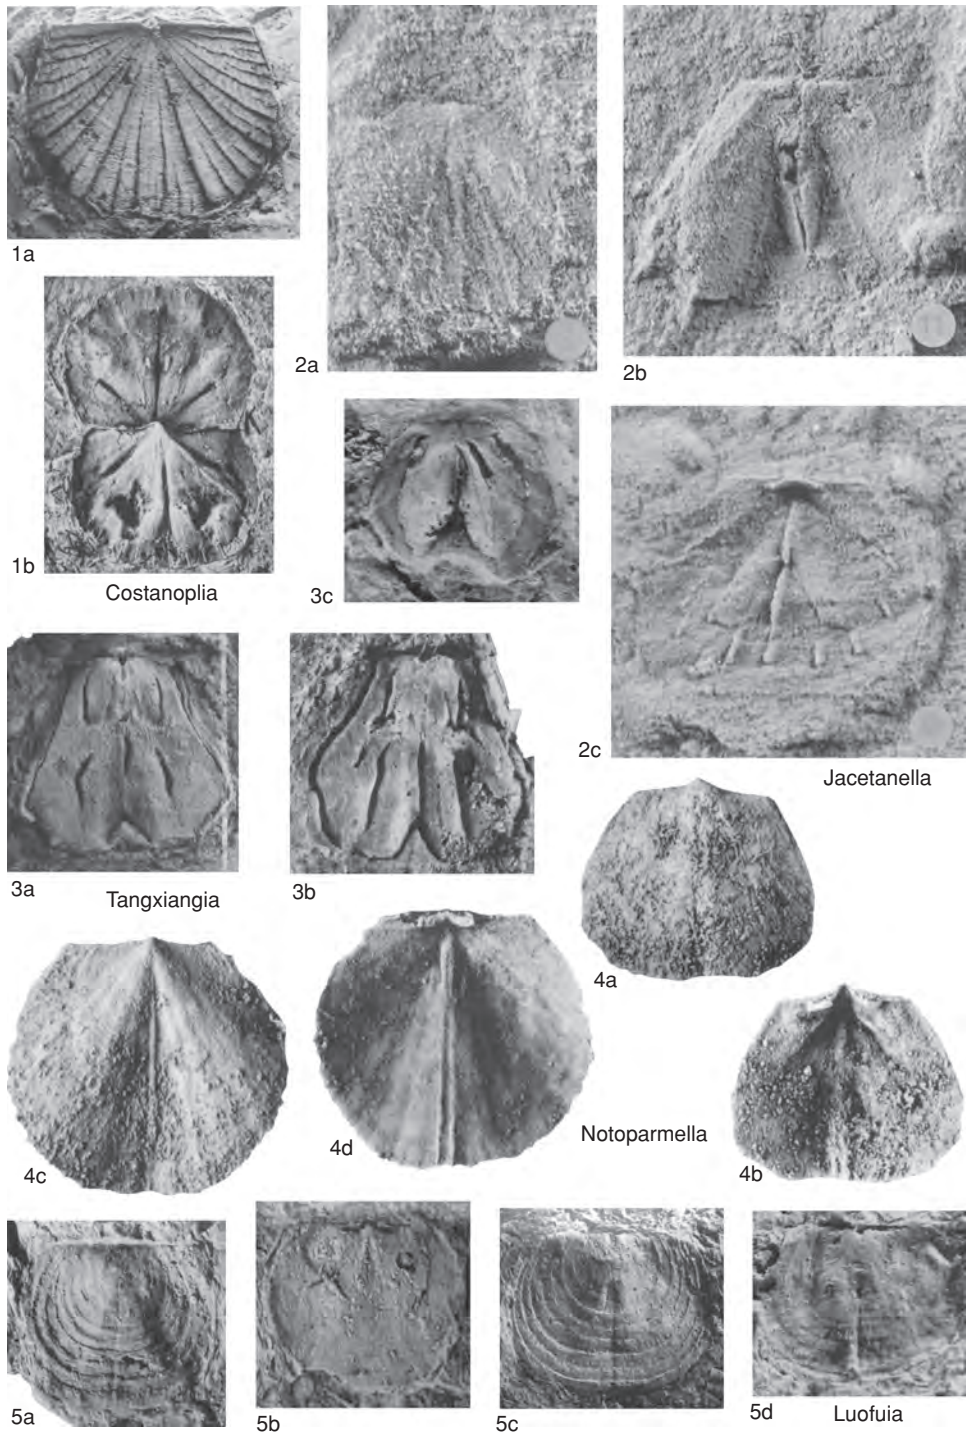 1a
2a
2b
1b
Costanoplia
3c
2c
Jacetanella
3a
Tangxiangia
3b
4a
4c
4d
Notoparmella
4b
5a
5b
5c
5d
Luofuia